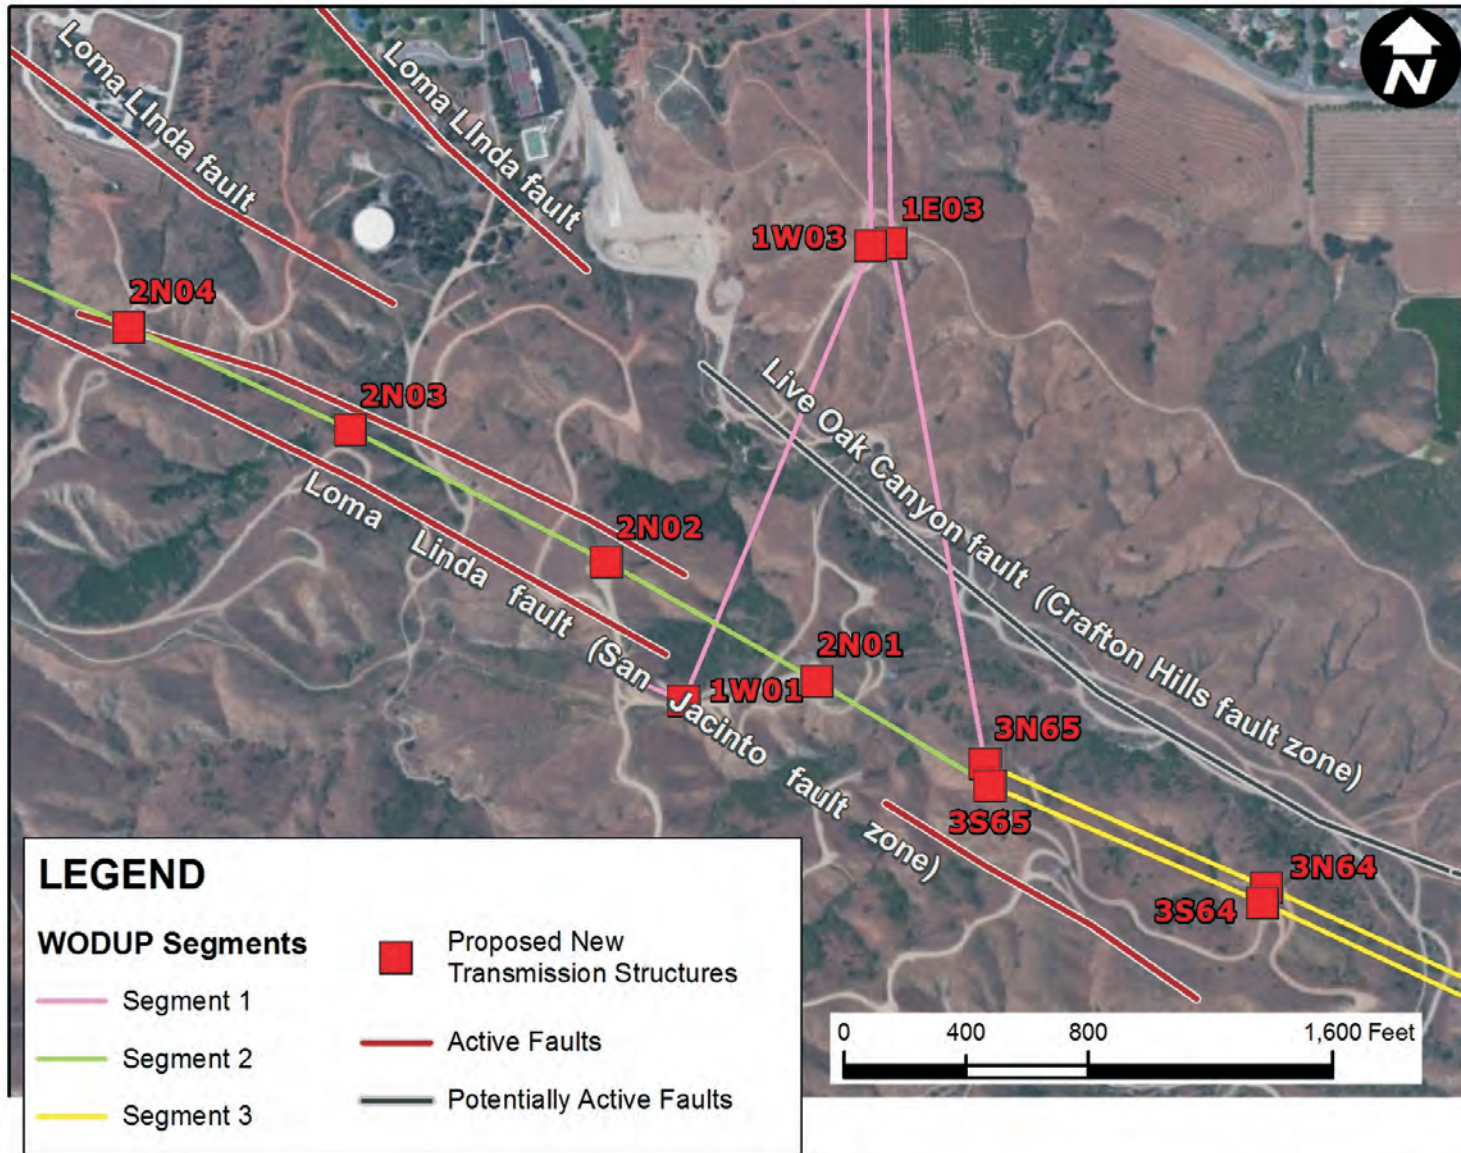 N
Loma LInda fault
Loma LInda fault
1E03
1W03
2N04
Live Oak Canyon fault (Crafton Hills fault zone)
2N03
Loma Linda fault (San Jacinto fault zone)
2N02
2N01
1W01
3N65
3S65
3N64
3S64
LEGEND
WODUP Segments
Segment 1
Segment 2
Segment 3
Proposed New
Transmission Structures
Active Faults
Potentially Active Faults
0 400 800 1,600 Feet